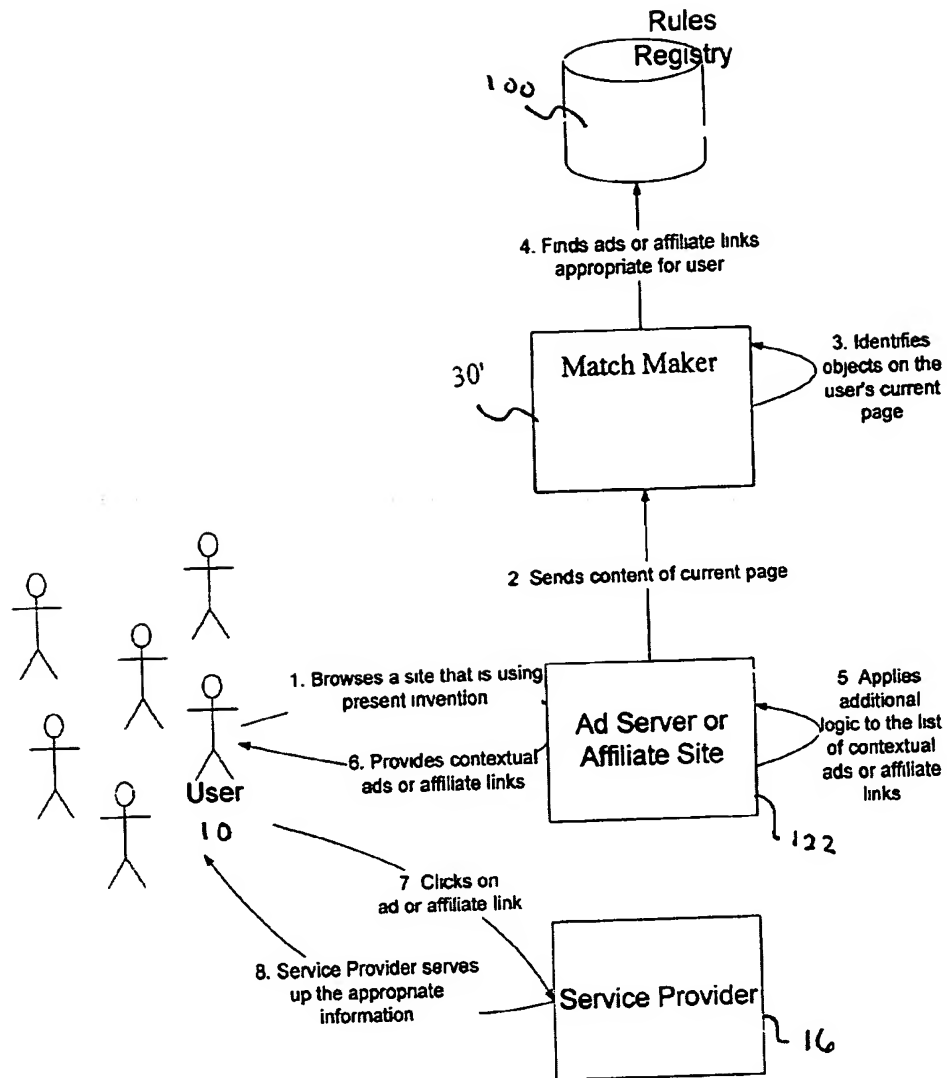 Rules
Registry
100
4. Finds ads or affiliate links
appropriate for user
Match Maker
30'
3. Identifies
objects on the
user's current
page
2 Sends content of current page
1. Browses a site that is using
present invention
Ad Server or
Affiliate Site
5 Applies
additional
logic to the list
of contextual
ads or affiliate
links
6. Provides contextual
ads or affiliate links
User
10
122
7 Clicks on
ad or affiliate link
8. Service Provider serves
up the appropriate
information
Service Provider
16